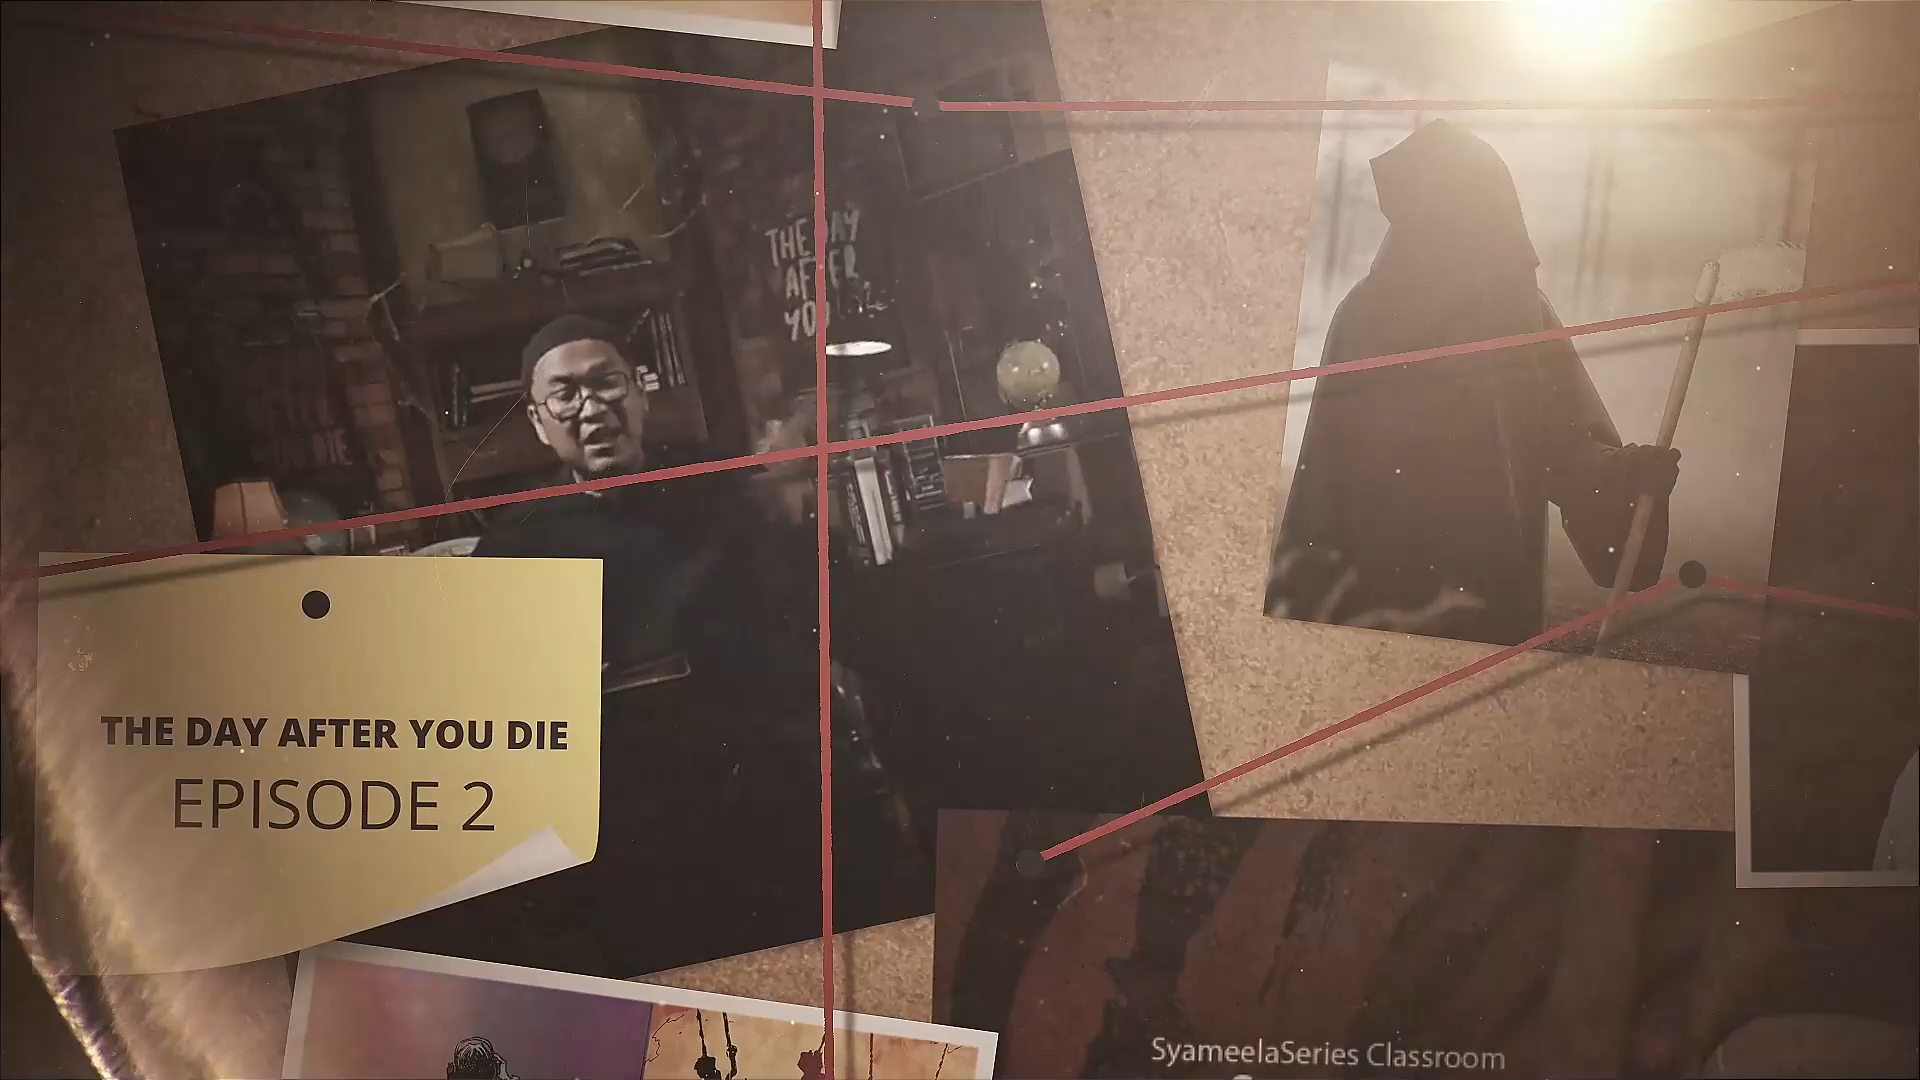 THE DAY
AFTER
YOU
THE DAY AFTER YOU DIE
EPISODE 2
SyameelaSeries Classroom